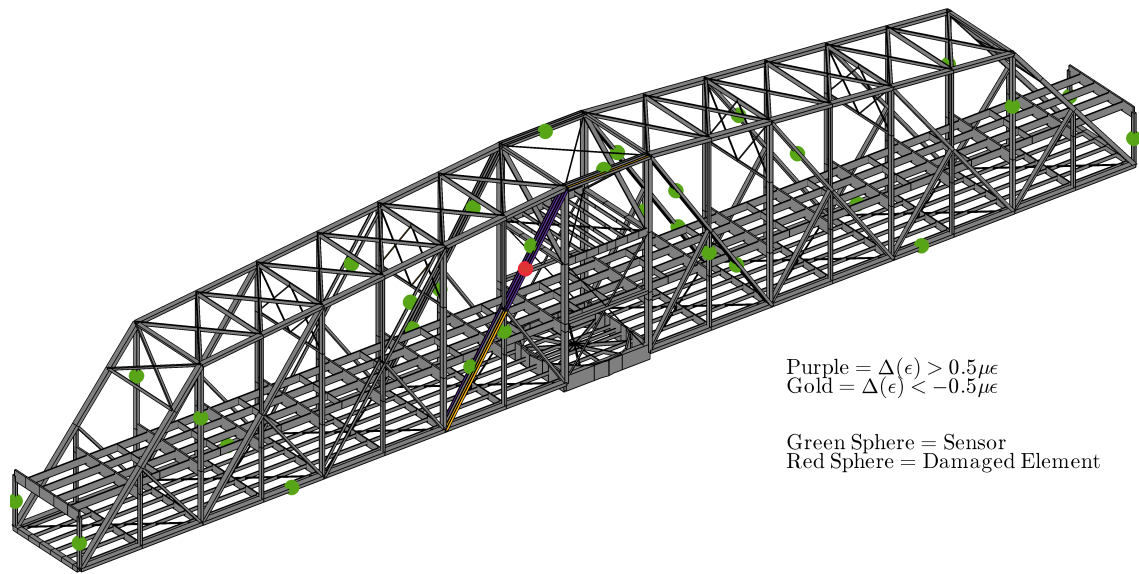 Purple = Δ(ϵ) > 0.5μϵ
Gold = Δ(ϵ) < −0.5μϵ
Green Sphere = Sensor
Red Sphere = Damaged Element